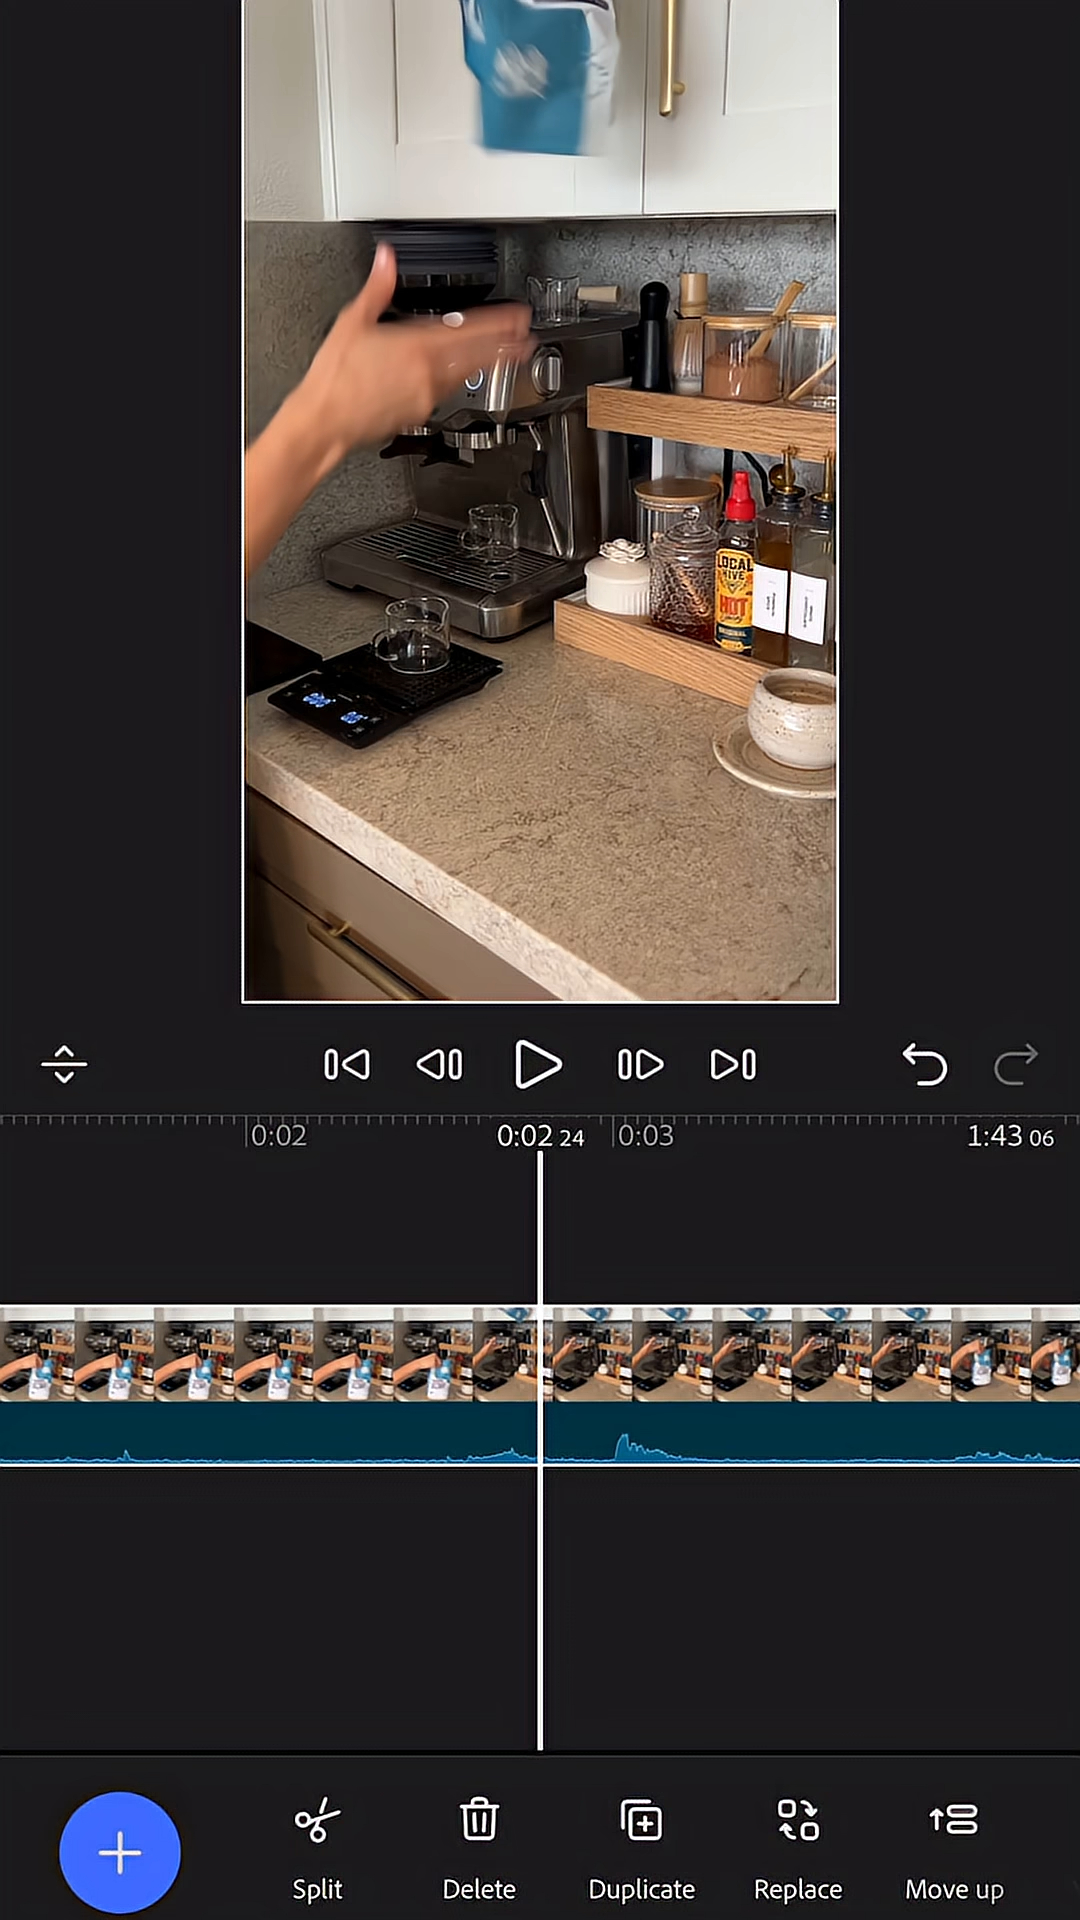 LOCAL
HIVE
HOT
ORIGINAL
0:02
0:02 24
0:03
1:43 06
Split
Delete
Duplicate
Replace
Move up